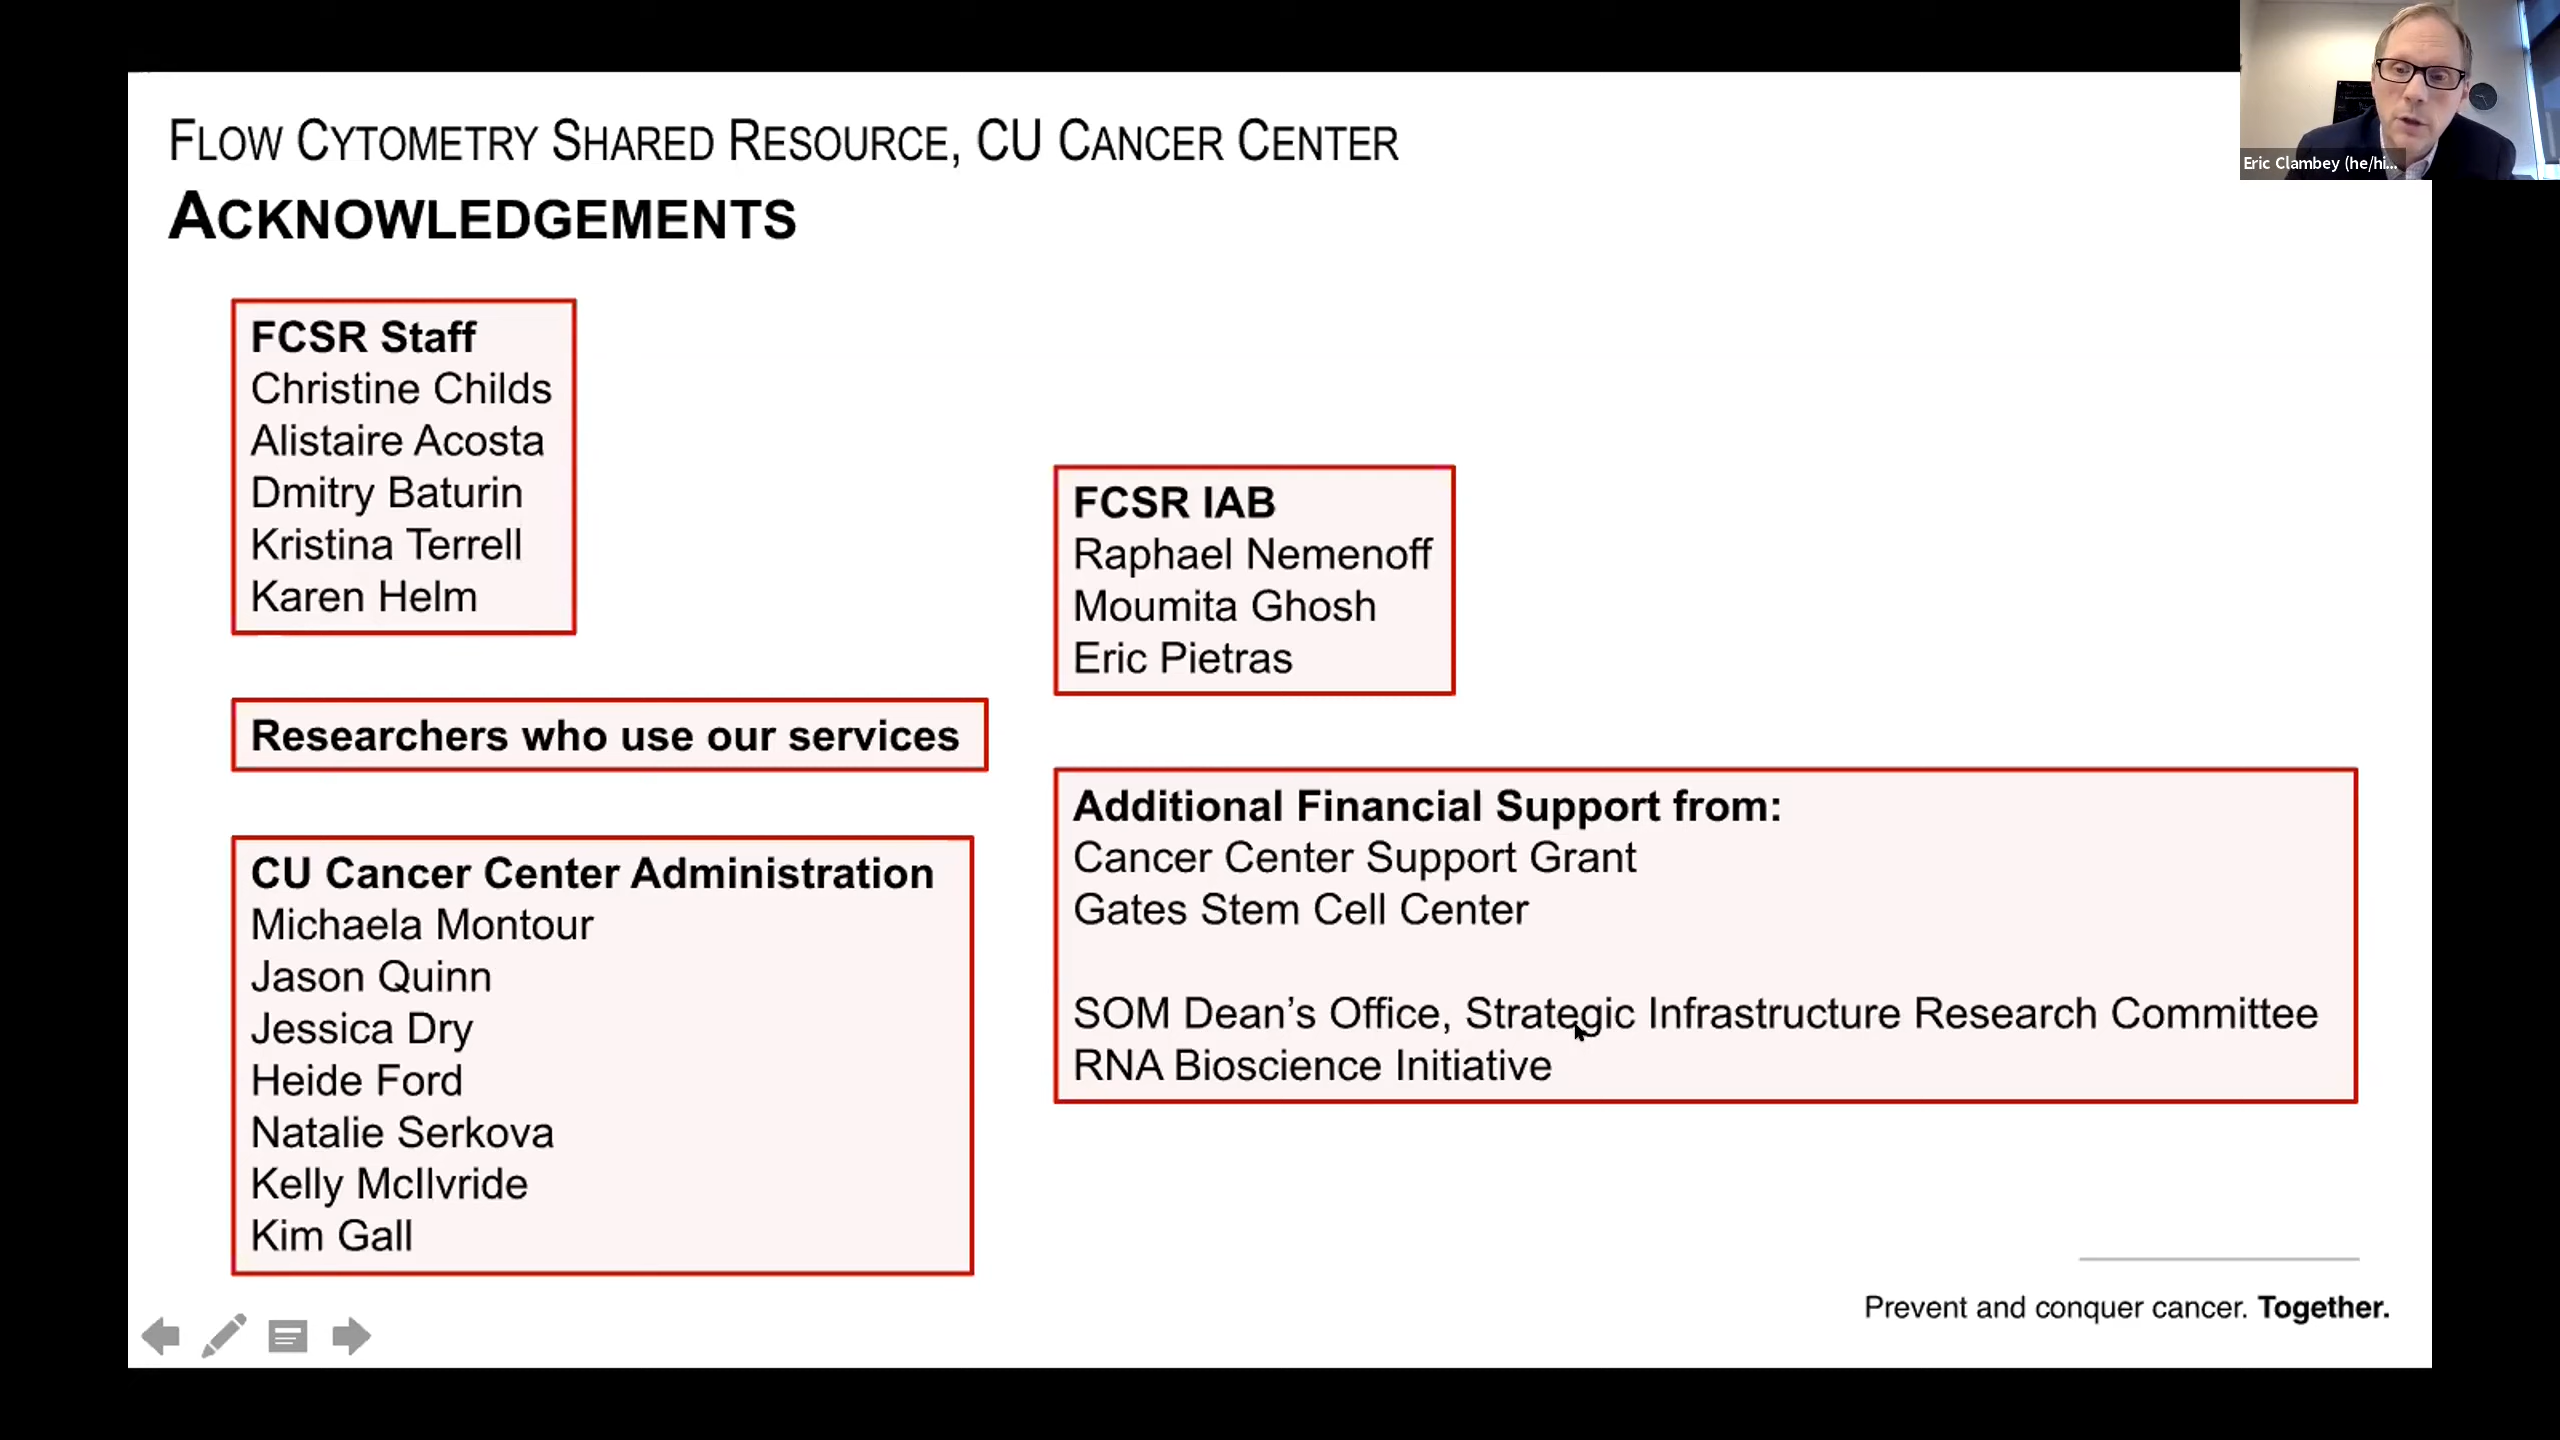 FLOW CYTOMETRY SHARED RESOURCE, CU CANCER CENTER
ACKNOWLEDGEMENTS
Eric Clambey (he/hi...
FCSR Staff
Christine Childs
Alistaire Acosta
Dmitry Baturin
Kristina Terrell
Karen Helm
Researchers who use our services
CU Cancer Center Administration
Michaela Montour
Jason Quinn
Jessica Dry
Heide Ford
Natalie Serkova
Kelly McIlvride
Kim Gall
FCSR IAB
Raphael Nemenoff
Moumita Ghosh
Eric Pietras
Additional Financial Support from:
Cancer Center Support Grant
Gates Stem Cell Center
SOM Dean’s Office, Strategic Infrastructure Research Committee
RNA Bioscience Initiative
Prevent and conquer cancer. Together.